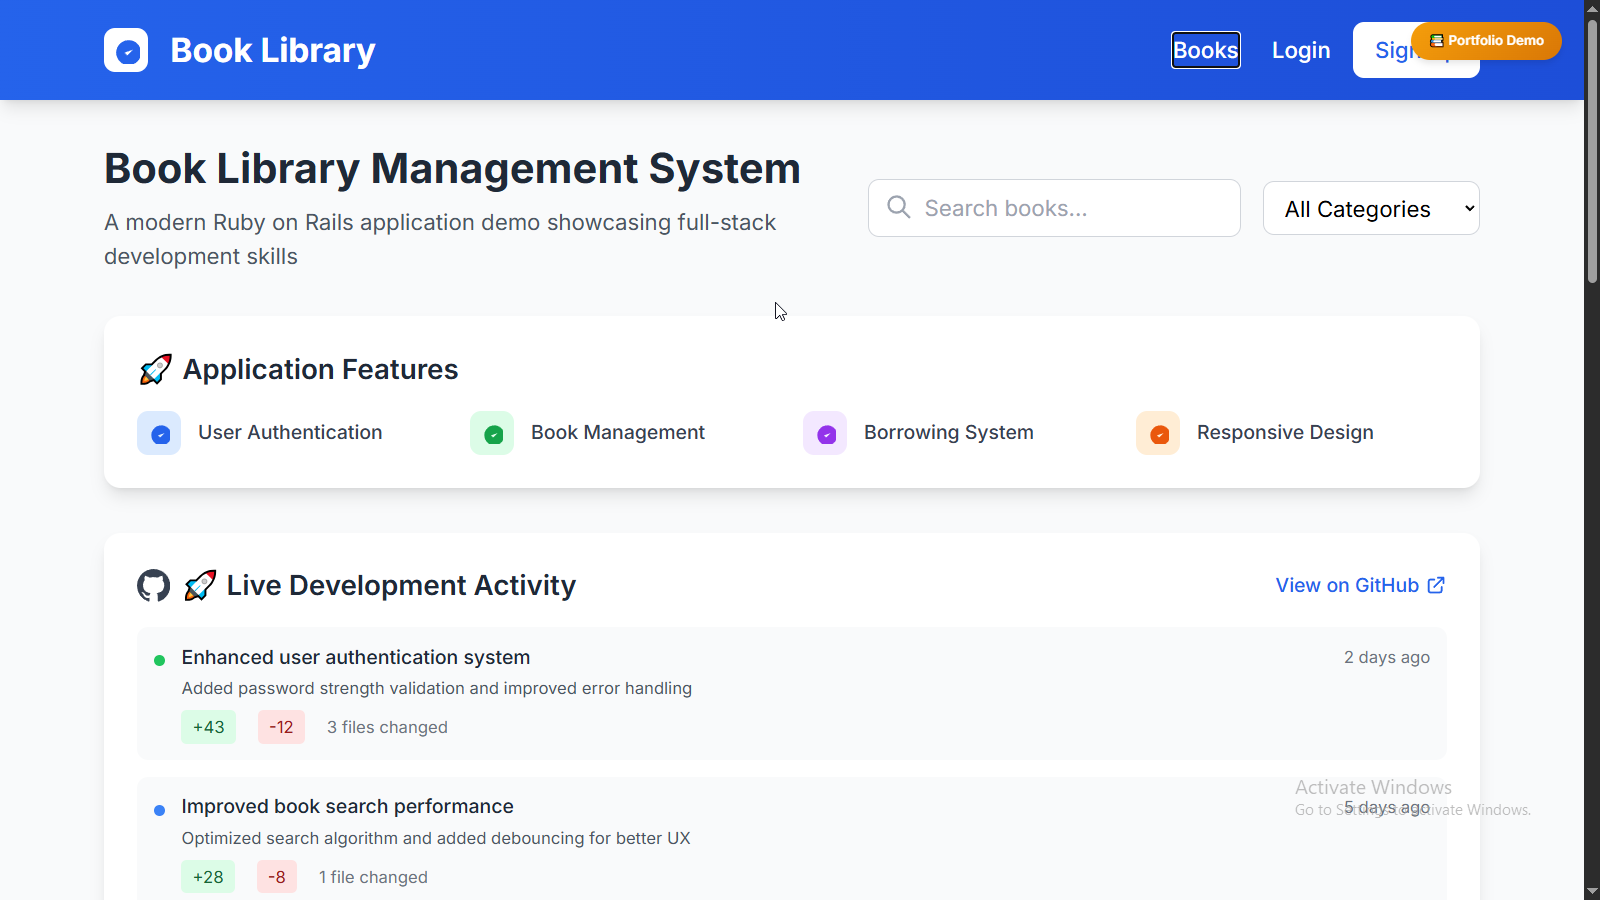 Book Library
Books
Login
Portfolio Demo
Book Library Management System
A modern Ruby on Rails application demo showcasing full-stack
development skills
Search books...
All Categories
Application Features
User Authentication
Book Management
Borrowing System
Responsive Design
Live Development Activity
View on GitHub
Enhanced user authentication system
2 days ago
Added password strength validation and improved error handling
+43
-12
3 files changed
Improved book search performance
5 days ago
Optimized search algorithm and added debouncing for better UX
+28
-8
1 file changed
Activate Windows
Go to Settings to activate Windows.